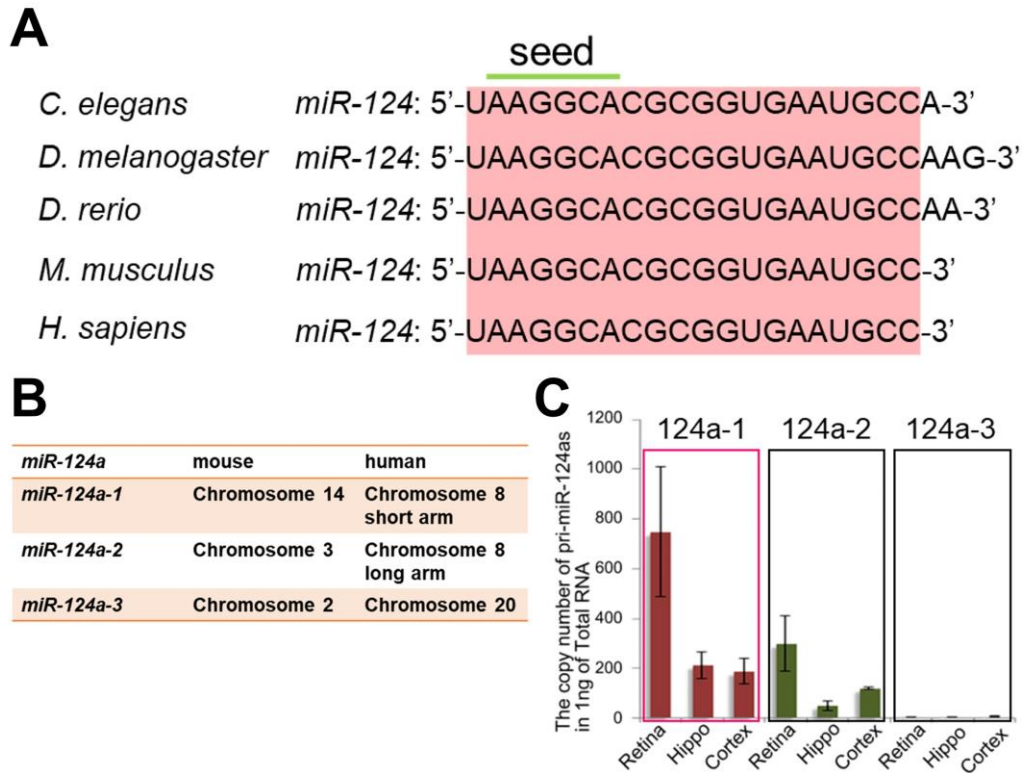 A
seed
C. elegans miR-124: 5’-UAAGGCACGCGGUGAAUGCCA-3’
D. melanogaster miR-124: 5’-UAAGGCACGCGGUGAAUGCCAAG-3’
D. rerio miR-124: 5’-UAAGGCACGCGGUGAAUGCCAA-3’
M. musculus miR-124: 5’-UAAGGCACGCGGUGAAUGCC-3’
H. sapiens miR-124: 5’-UAAGGCACGCGGUGAAUGCC-3’
B
miR-124a mouse human
miR-124a-1 Chromosome 14 Chromosome 8
short arm
miR-124a-2 Chromosome 3 Chromosome 8
long arm
miR-124a-3 Chromosome 2 Chromosome 20
C
The copy number of pri-miR-124as
in 1ng of Total RNA
1200
1000
800
600
400
200
0
124a-1 124a-2 124a-3
Retina Hippo Cortex Retina Hippo Cortex Retina Hippo Cortex